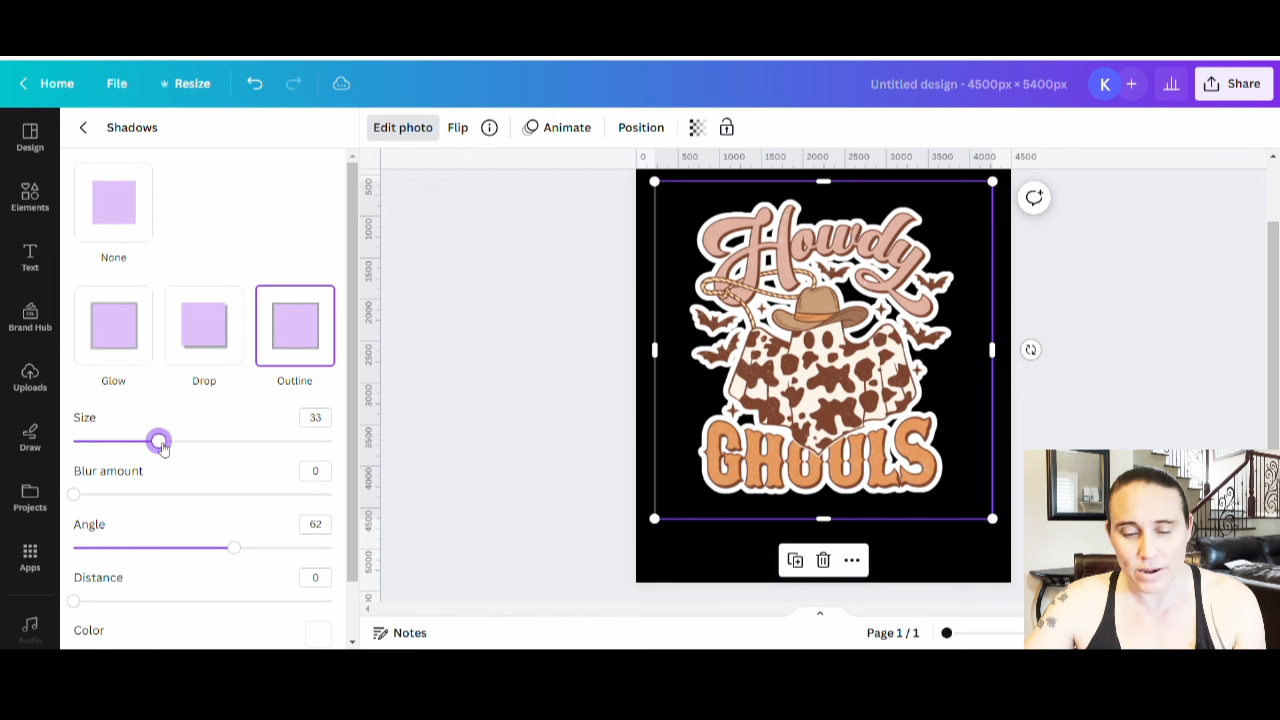 Home File Resize Untitled design - 4500px × 5400px K + Share
Shadows Edit photo Flip Animate Position
0 500 1000 1500 2000 2500 3000 3500 4000 4500
Design
Elements
Text
Brand Hub
Uploads
Draw
Projects
Apps
Audio
None
Glow Drop Outline
Size 33
Blur amount 0
Angle 62
Distance 0
Color
500
1000
1500
2000
2500
3000
3500
4000
4500
5000
Howdy
GHOULS
Notes Page 1 / 1